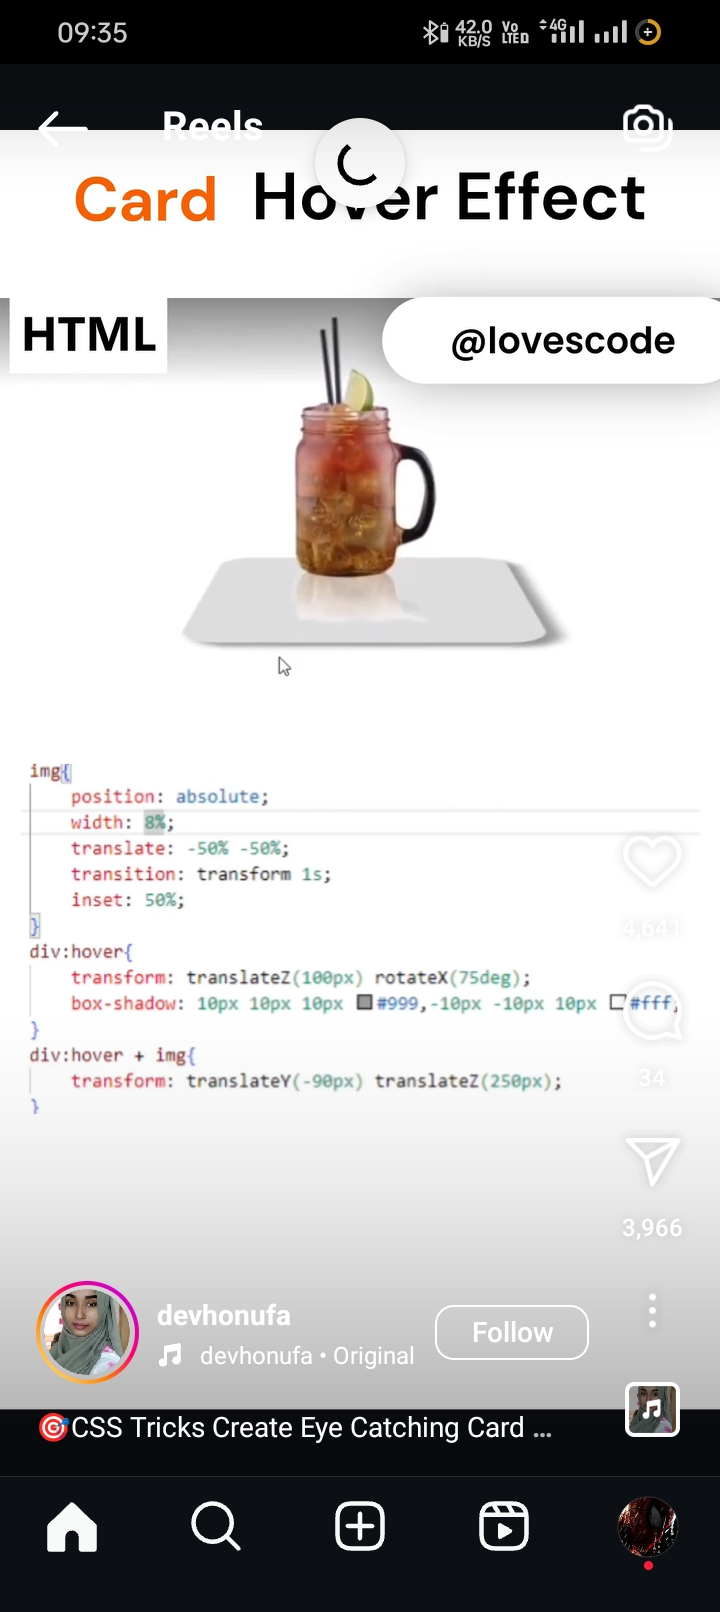 09:35
42.0
KB/S
Vo
LTED
4G
Reels
Card Hover Effect
HTML
@lovescode
img{
position: absolute;
width: 8%;
translate: -50% -50%;
transition: transform 1s;
inset: 50%;
}
div:hover{
transform: translateZ(100px) rotateX(75deg);
box-shadow: 10px 10px 10px #999,-10px -10px 10px #fff;
}
div:hover + img{
transform: translateY(-90px) translateZ(250px);
}
4,641
34
3,966
devhonufa
devhonufa • Original
Follow
🎯CSS Tricks Create Eye Catching Card ...